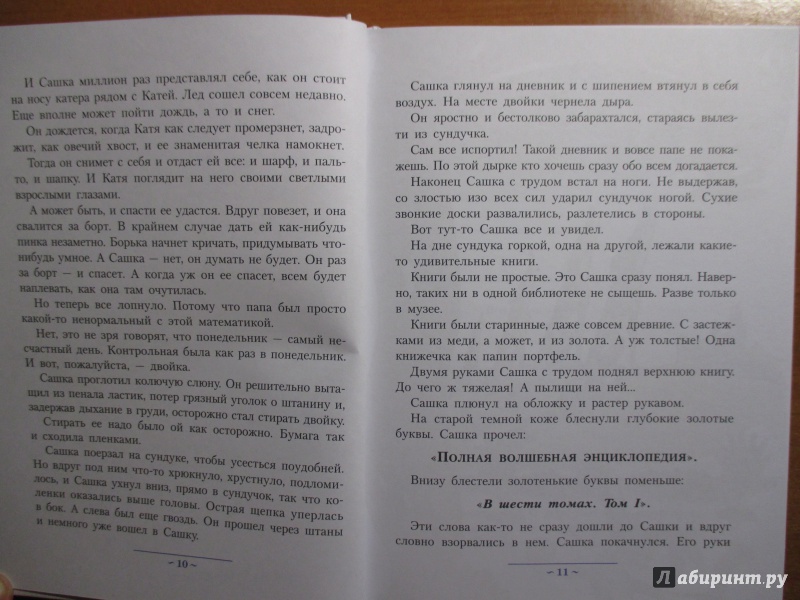 И Сашка миллион раз представлял себе, как он стоит
на носу катера рядом с Катей. Лед сошел совсем недавно.
Еще вполне может пойти дождь, а то и снег.
Он дождется, когда Катя как следует промерзнет, задро-
жит, как овечий хвост, и ее знаменитая челка намокнет.
Тогда он снимет с себя и отдаст ей все: и шарф, и паль-
то, и шапку. И Катя поглядит на него своими светлыми
взрослыми глазами.
А может быть, и спасти ее удастся. Вдруг повезет, и она
свалится за борт. В крайнем случае дать ей как-нибудь
пинка незаметно. Борька начнет кричать, придумывать что-
нибудь умное. А Сашка — нет, он думать не будет. Он раз
за борт — и спасет. А когда уж он ее спасет, всем будет
наплевать, как она там очутилась.
Но теперь все лопнуло. Потому что папа был просто
какой-то ненормальный с этой математикой.
Нет, это не зря говорят, что понедельник — самый не-
счастный день. Контрольная была как раз в понедельник.
И вот, пожалуйста, — двойка.
Сашка проглотил колючую слюну. Он решительно выта-
щил из пенала ластик, потер грязный уголок о штанину и,
задержав дыхание в груди, осторожно стал стирать двойку.
Стирать ее надо было ой как осторожно. Бумага так
и сходила пленками.
Сашка поерзал на сундуке, чтобы усесться поудобней.
Но вдруг под ним что-то хрюкнуло, хрустнуло, подломи-
лось, и Сашка ухнул вниз, прямо в сундучок, так что ко-
ленки оказались выше головы. Острая щепка уперлась
в бок. А слева был еще гвоздь. Он прошел через штаны
и немного уже вошел в Сашку.
~ 10 ~
Сашка глянул на дневник и с шипением втянул в себя
воздух. На месте двойки чернела дыра.
Он яростно и бестолково забарахтался, стараясь вылез-
ти из сундучка.
Сам все испортил! Такой дневник и вовсе папе не по-
кажешь. По этой дырке кто хочешь сразу обо всем догадается.
Наконец Сашка с трудом встал на ноги. Не выдержав,
со злостью изо всех сил ударил сундучок ногой. Сухие
звонкие доски развалились, разлетелись в стороны.
Вот тут-то Сашка все и увидел.
На дне сундука горкой, одна на другой, лежали какие-
то удивительные книги.
Книги были не простые. Это Сашка сразу понял. Навер-
но, таких ни в одной библиотеке не сыщешь. Разве только
в музее.
Книги были старинные, даже совсем древние. С застеж-
ками из меди, а может, и из золота. А уж толстые! Одна
книжечка как папин портфель.
Двумя руками Сашка с трудом поднял верхнюю книгу.
До чего ж тяжелая! А пылищи на ней...
Сашка плюнул на обложку и растер рукавом.
На старой темной коже блеснули глубокие золотые
буквы. Сашка прочел:
«ПОЛНАЯ ВОЛШЕБНАЯ ЭНЦИКЛОПЕДИЯ».
Внизу блестели золотенькие буквы поменьше:
«В шести томах. Том I».
Эти слова как-то не сразу дошли до Сашки и вдруг
словно взорвались в нем. Сашка покачнулся. Его руки
~ 11 ~
Лабиринт.ру